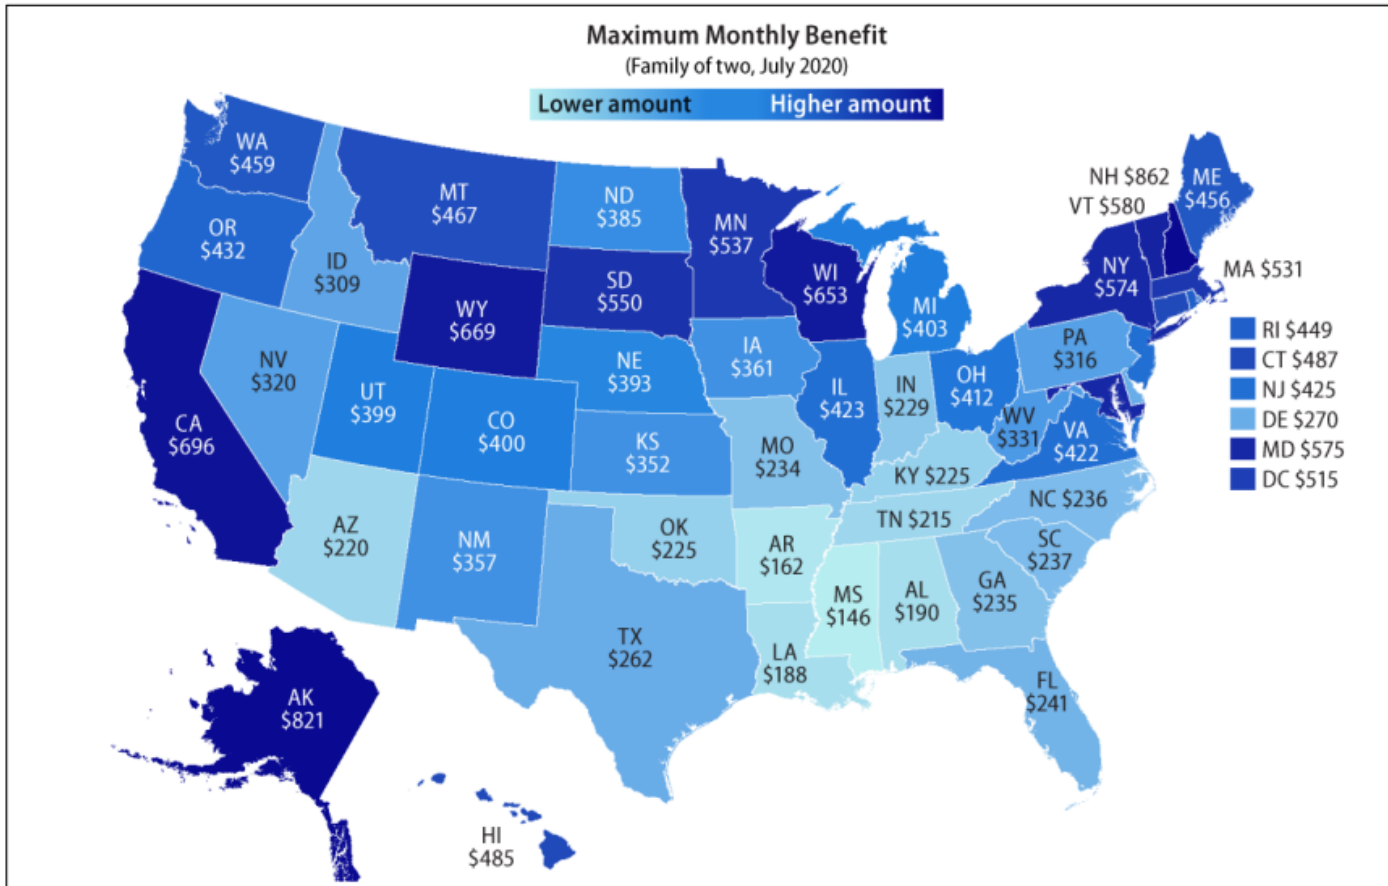 Maximum Monthly Benefit
(Family of two, July 2020)
Lower amount
Higher amount
WA
$459
MT
$467
ND
$385
MN
$537
NH $862
VT $580
ME
$456
OR
$432
ID
$309
SD
$550
WI
$653
NY
$574
MA $531
WY
$669
MI
$403
RI $449
CT $487
NJ $425
DE $270
MD $575
DC $515
NV
$320
UT
$399
NE
$393
IA
$361
PA
$316
CA
$696
CO
$400
KS
$352
IL
$423
IN
$229
OH
$412
WV
$331
VA
$422
MO
$234
KY $225
NC $236
AZ
$220
NM
$357
OK
$225
AR
$162
TN $215
SC
$237
MS
$146
AL
$190
GA
$235
TX
$262
LA
$188
FL
$241
AK
$821
HI
$485